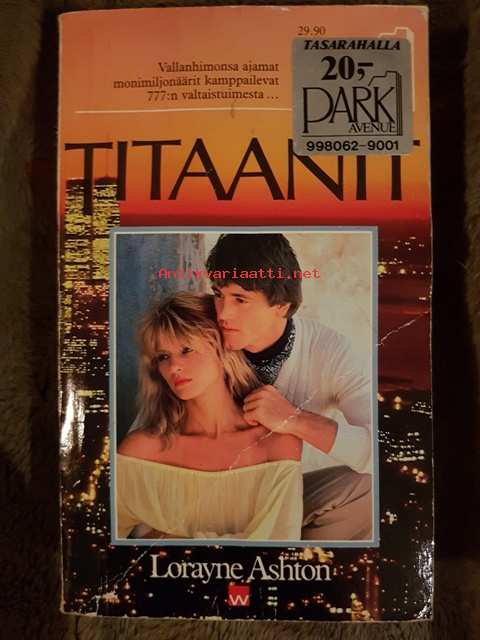 29.90
Vallanhimonsa ajamat
monimiljonäärit kamppailevat
777:n valtaistuimesta ...
TASARAHALLA
20,-
PARK
AVENUE
998062-9001
TITAANIT
Antikvariaatti.net
Lorayne Ashton
W